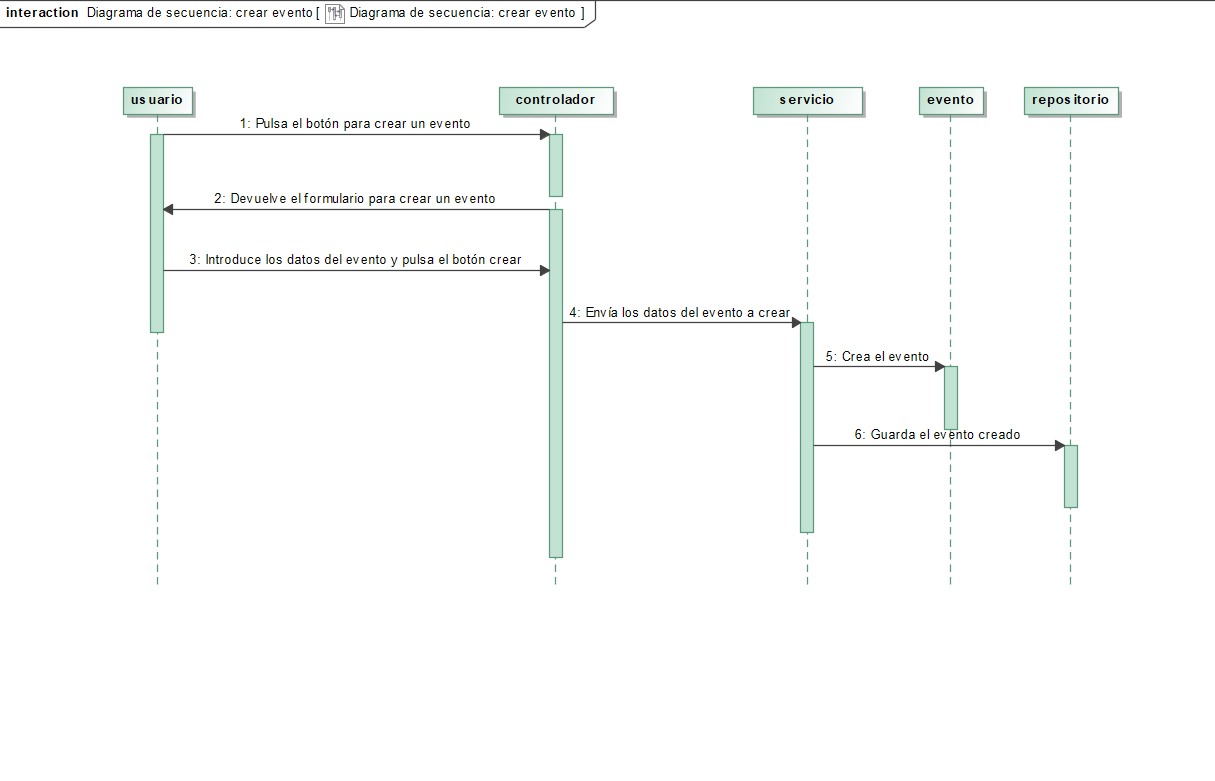 interaction Diagrama de secuencia: crear evento [ Diagrama de secuencia: crear evento ]
usuario controlador servicio evento repositorio
1: Pulsa el botón para crear un evento
2: Devuelve el formulario para crear un evento
3: Introduce los datos del evento y pulsa el botón crear
4: Envía los datos del evento a crear
5: Crea el evento
6: Guarda el evento creado